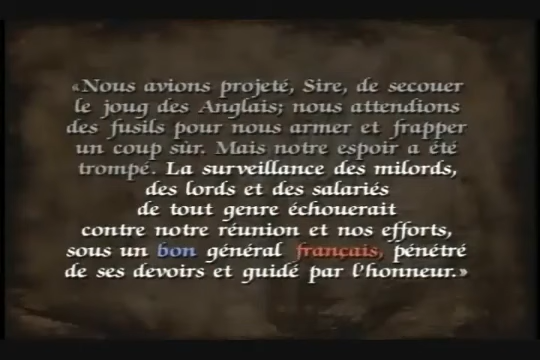 «Nous avions projeté, Sire, de secouer
le joug des Anglais; nous attendions
des fusils pour nous armer et frapper
un coup sûr. Mais notre espoir a été
trompé. La surveillance des milords,
des lords et des salariés
de tout genre échouerait
contre notre réunion et nos efforts,
sous un bon général français, pénétré
de ses devoirs et guidé par l'honneur.»